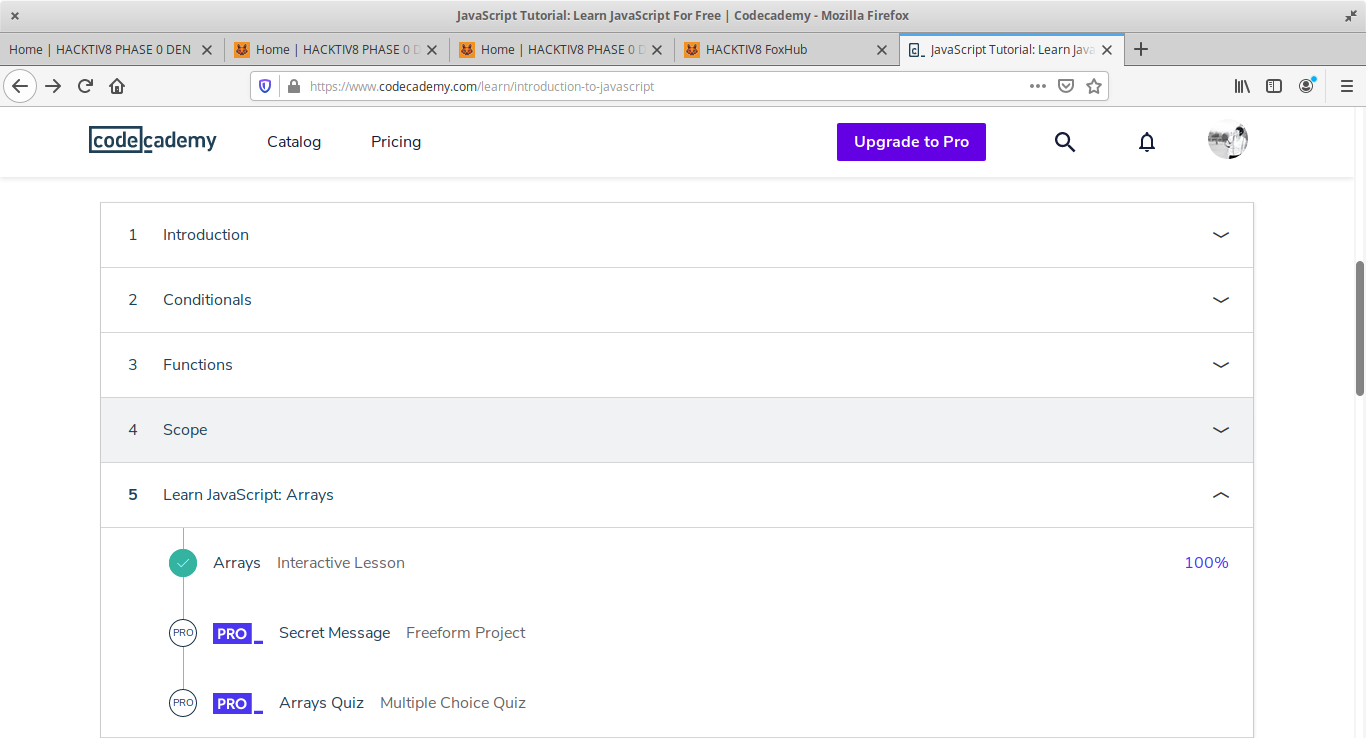 JavaScript Tutorial: Learn JavaScript For Free | Codecademy - Mozilla Firefox
Home | HACKTIV8 PHASE 0 DEN
Home | HACKTIV8 PHASE 0 D
Home | HACKTIV8 PHASE 0 D
HACKTIV8 FoxHub
JavaScript Tutorial: Learn Java
https://www.codecademy.com/learn/introduction-to-javascript
codecademy
Catalog
Pricing
Upgrade to Pro
1 Introduction
2 Conditionals
3 Functions
4 Scope
5 Learn JavaScript: Arrays
Arrays Interactive Lesson 100%
PRO PRO_ Secret Message Freeform Project
PRO PRO_ Arrays Quiz Multiple Choice Quiz